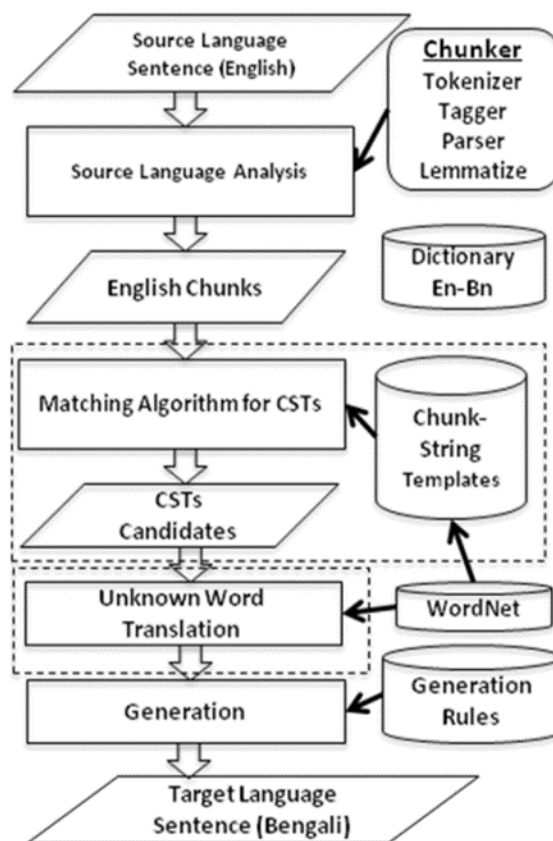 Source Language
Sentence (English)
Chunker
Tokenizer
Tagger
Parser
Lemmatize
Source Language Analysis
English Chunks
Dictionary
En-Bn
Matching Algorithm for CSTs
Chunk-
String
Templates
CSTs
Candidates
Unknown Word
Translation
WordNet
Generation
Generation
Rules
Target Language
Sentence (Bengali)